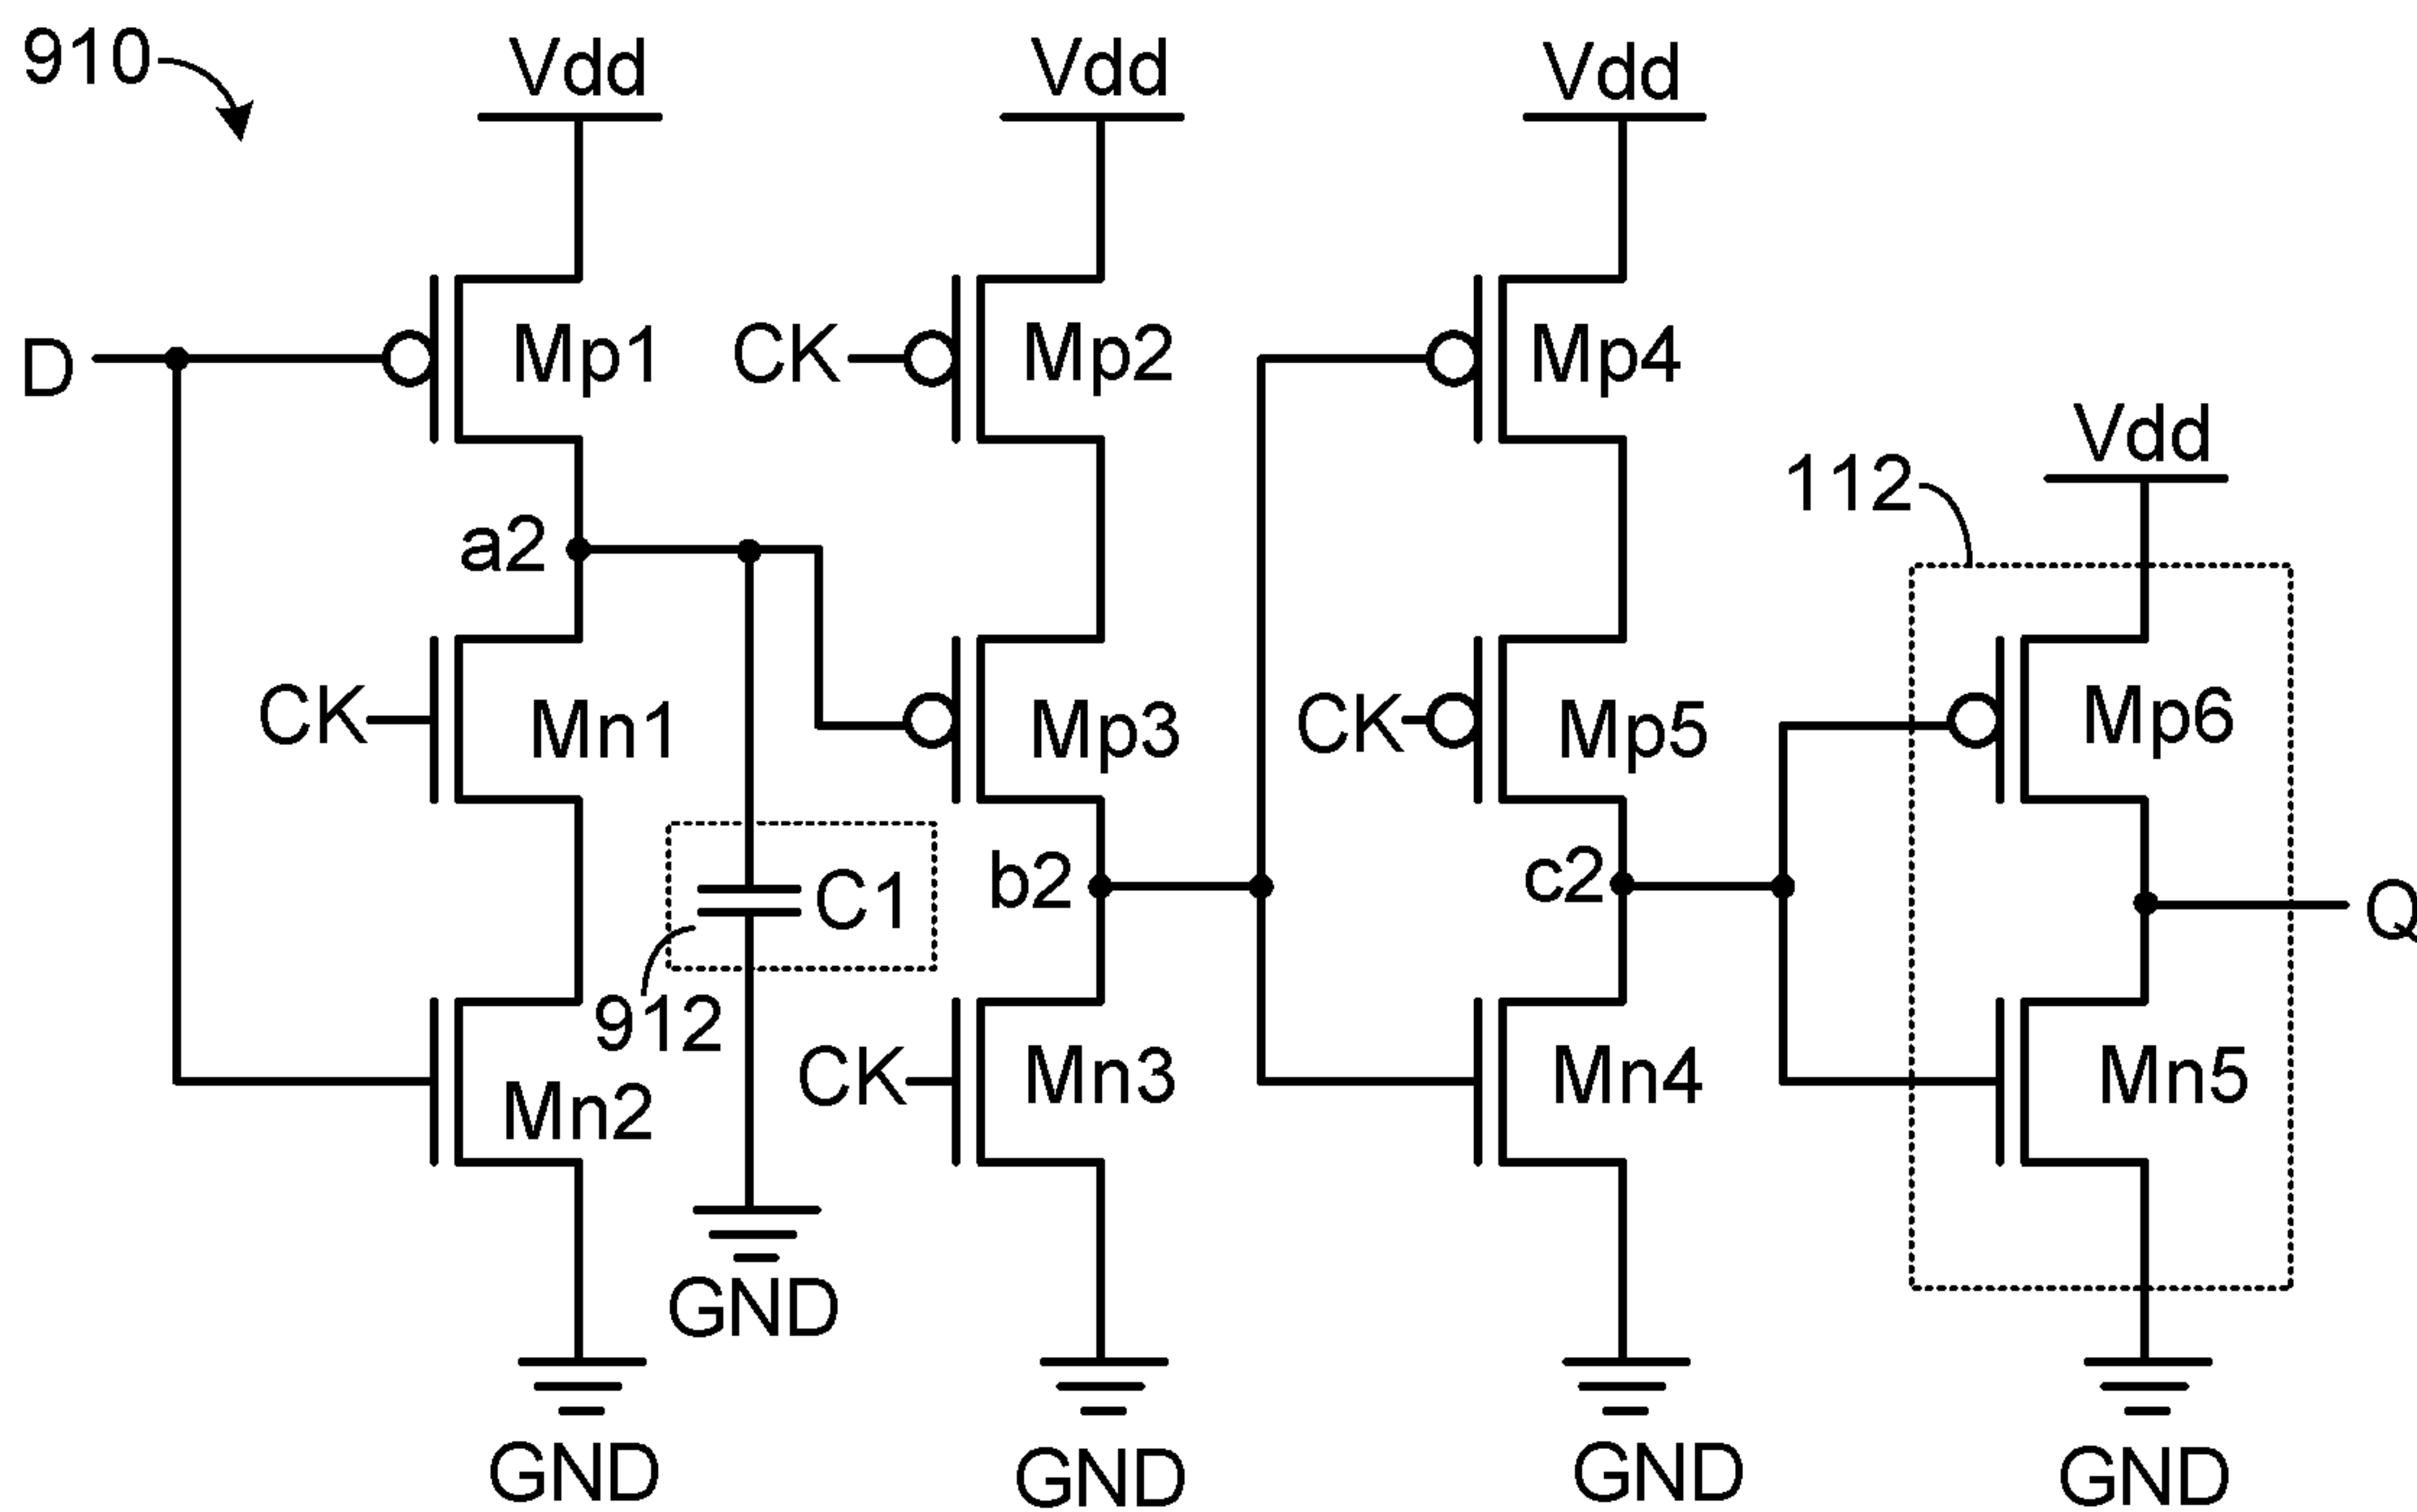 910
Vdd
Vdd
Vdd
D
Mp1
CK
Mp2
Mp4
Vdd
112
a2
CK
Mn1
Mp3
CK
Mp5
Mp6
C1
b2
c2
Q
912
Mn2
CK
Mn3
Mn4
Mn5
GND
GND
GND
GND
GND